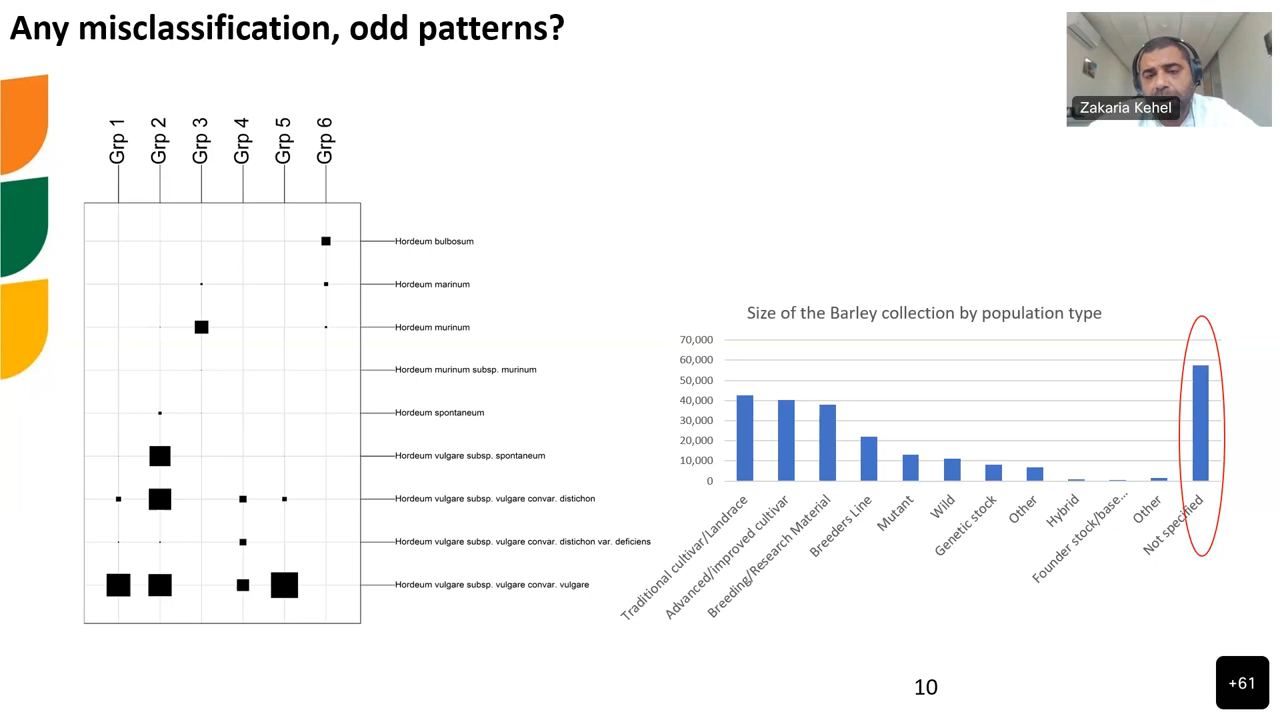 Any misclassification, odd patterns?
Zakaria Kehel
Grp 1
Grp 2
Grp 3
Grp 4
Grp 5
Grp 6
Hordeum bulbosum
Hordeum marinum
Hordeum murinum
Hordeum murinum subsp. murinum
Hordeum spontaneum
Hordeum vulgare subsp. spontaneum
Hordeum vulgare subsp. vulgare convar. distichon
Hordeum vulgare subsp. vulgare convar. distichon var. deficiens
Hordeum vulgare subsp. vulgare convar. vulgare
Size of the Barley collection by population type
70,000
60,000
50,000
40,000
30,000
20,000
10,000
0
Traditional cultivar/Landrace
Advanced/improved cultivar
Breeding/Research Material
Breeders Line
Mutant
Wild
Genetic stock
Other
Hybrid
Founder stock/base...
Other
Not specified
10
+61